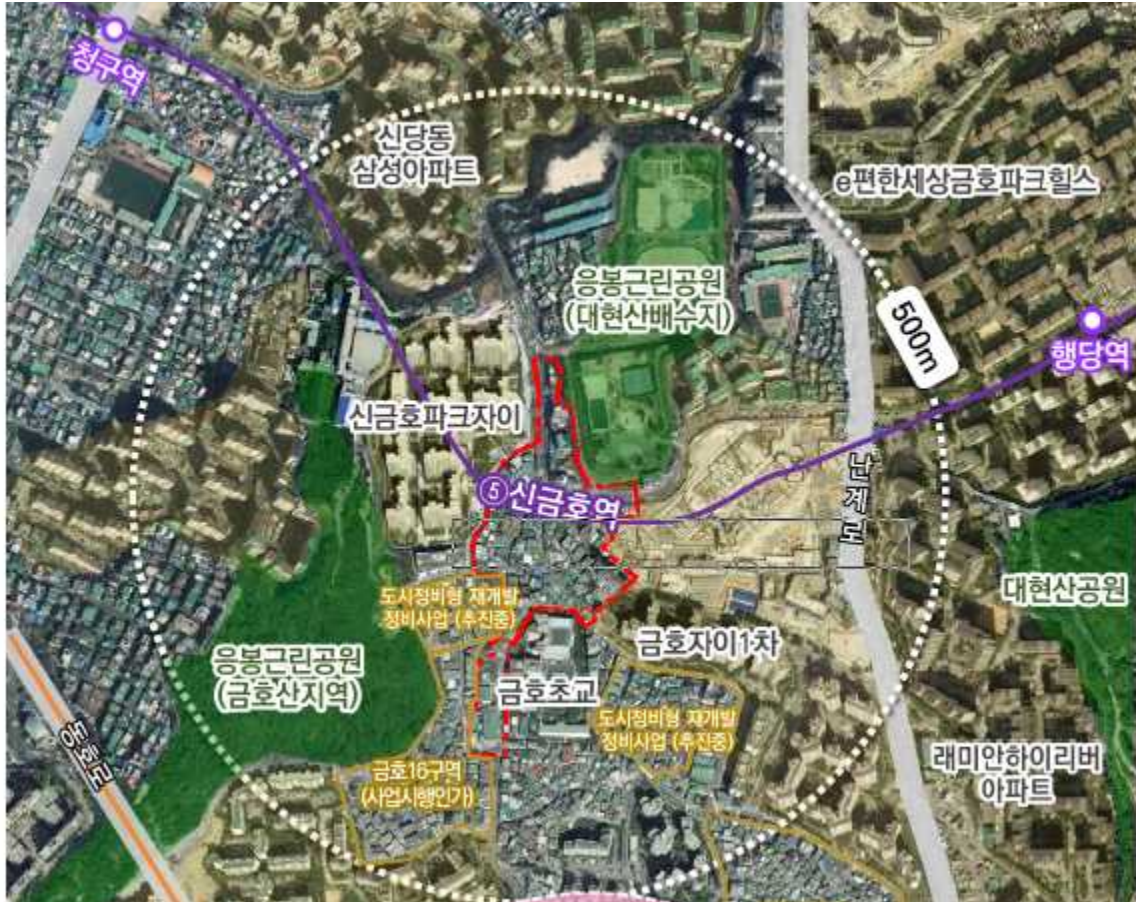 청구역
신당동
삼성아파트
e편한세상금호파크힐스
응봉근린공원
(대현산배수지)
500m
행당역
신금호파크자이
⑤신금호역
난계로
대현산공원
도시정비형 재개발
정비사업 (추진중)
금호자이1차
응봉근린공원
(금호산지역)
금호초교
도시정비형 재개발
정비사업 (추진중)
동호로
금호16구역
(사업시행인가)
래미안하이리버
아파트